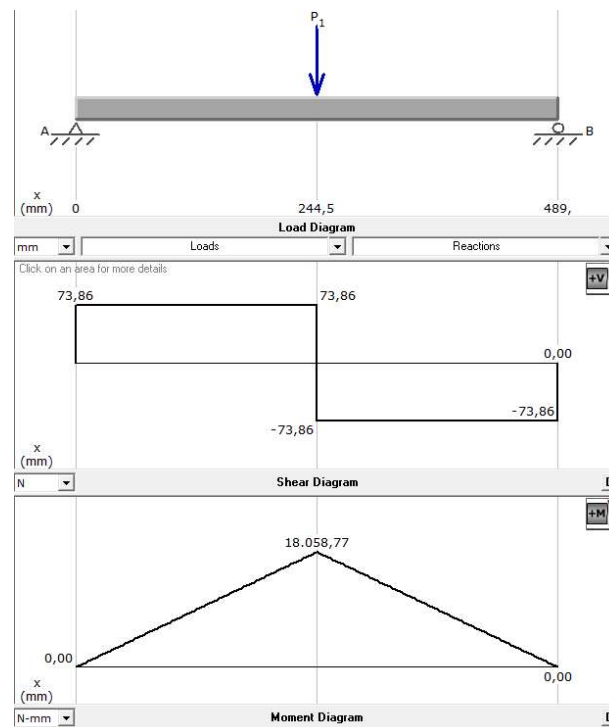 P1
A
B
x
(mm) 0 244,5 489,
Load Diagram
mm Loads Reactions
Click on an area for more details
+V
73,86 73,86
0,00
-73,86
-73,86
x
(mm)
N Shear Diagram
+M
18.058,77
0,00
0,00
x
(mm)
N-mm Moment Diagram